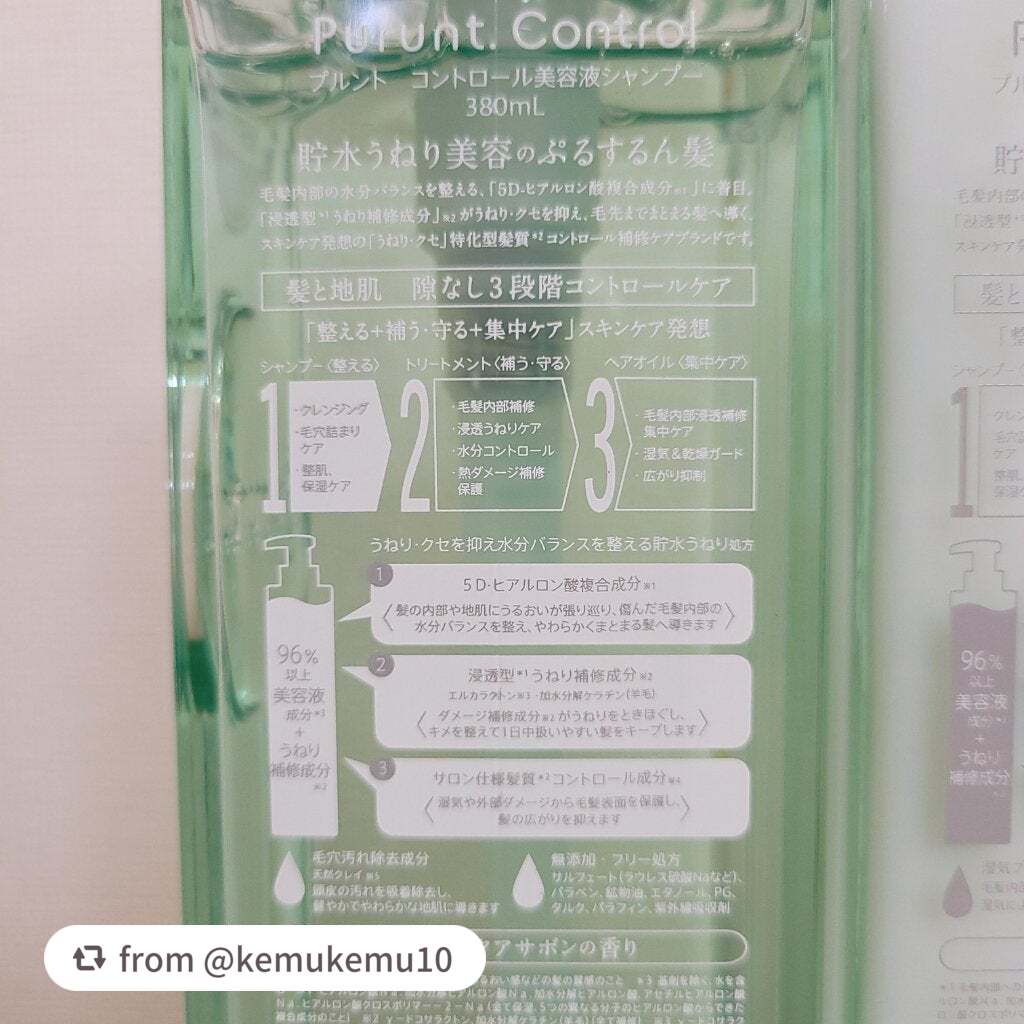 Purunt. Control
プルント コントロール美容液シャンプー
380mL
貯水うねり美容のぷるするん髪
毛髪内部の水分バランスを整える、「5D-ヒアルロン酸複合成分※1」に着目。
「浸透型*1うねり補修成分」※2がうねり・クセを抑え、毛先までまとまる髪へ導く、
スキンケア発想の「うねり・クセ」特化型髪質*2コントロール補修ケアブランドです。
髪と地肌 隙なし3段階コントロールケア
「整える+補う・守る+集中ケア」スキンケア発想
シャンプー〈整える〉 トリートメント〈補う・守る〉 ヘアオイル〈集中ケア〉
1
・クレンジング
・毛穴詰まり
ケア
・整肌、
保湿ケア
2
・毛髪内部補修
・浸透うねりケア
・水分コントロール
・熱ダメージ補修
保護
3
・毛髪内部浸透補修
集中ケア
・湿気&乾燥ガード
・広がり抑制
うねり・クセを抑え水分バランスを整える貯水うねり処方
1
5D-ヒアルロン酸複合成分※1
〈髪の内部や地肌にうるおいが張り巡り、傷んだ毛髪内部の
水分バランスを整え、やわらかくまとまる髪へ導きます〉
96%
以上
美容液
成分*3
+
うねり
補修成分
※2
2
浸透型*1うねり補修成分※2
エルカラクトン※3・加水分解ケラチン(羊毛)
〈ダメージ補修成分※2がうねりをときほぐし、
キメを整えて1日中扱いやすい髪をキープします〉
3
サロン仕様髪質*2コントロール成分※4
〈湿気や外部ダメージから毛髪表面を保護し、
髪の広がりを抑えます〉
毛穴汚れ除去成分
天然クレイ※5
頭皮の汚れを吸着除去し、
健やかでやわらかな地肌に導きます
無添加・フリー処方
サルフェート(ラウレス硫酸Naなど)、
パラベン、鉱物油、エタノール、PG、
タルク、パラフィン、紫外線吸収剤
アサボンの香り
96%
以上
美容液
成分
+
うねり
補修成分
from @kemukemu10